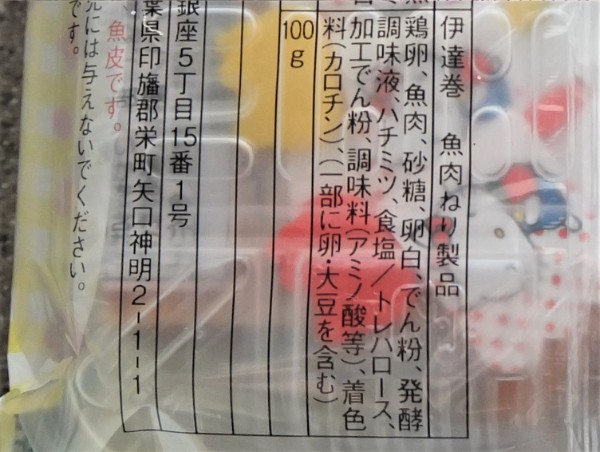 伊達巻 魚肉ねり製品
鶏卵、魚肉、砂糖、卵白、でん粉、発酵
調味液、ハチミツ、食塩／トレハロース、
加工でん粉、調味料(アミノ酸等)、着色
料(カロチン)、(一部に卵・大豆を含む)
100g
銀座5丁目15番1号
葉県印旛郡栄町矢口神明2-1-1
、魚皮です。
には与えないでください。
です。